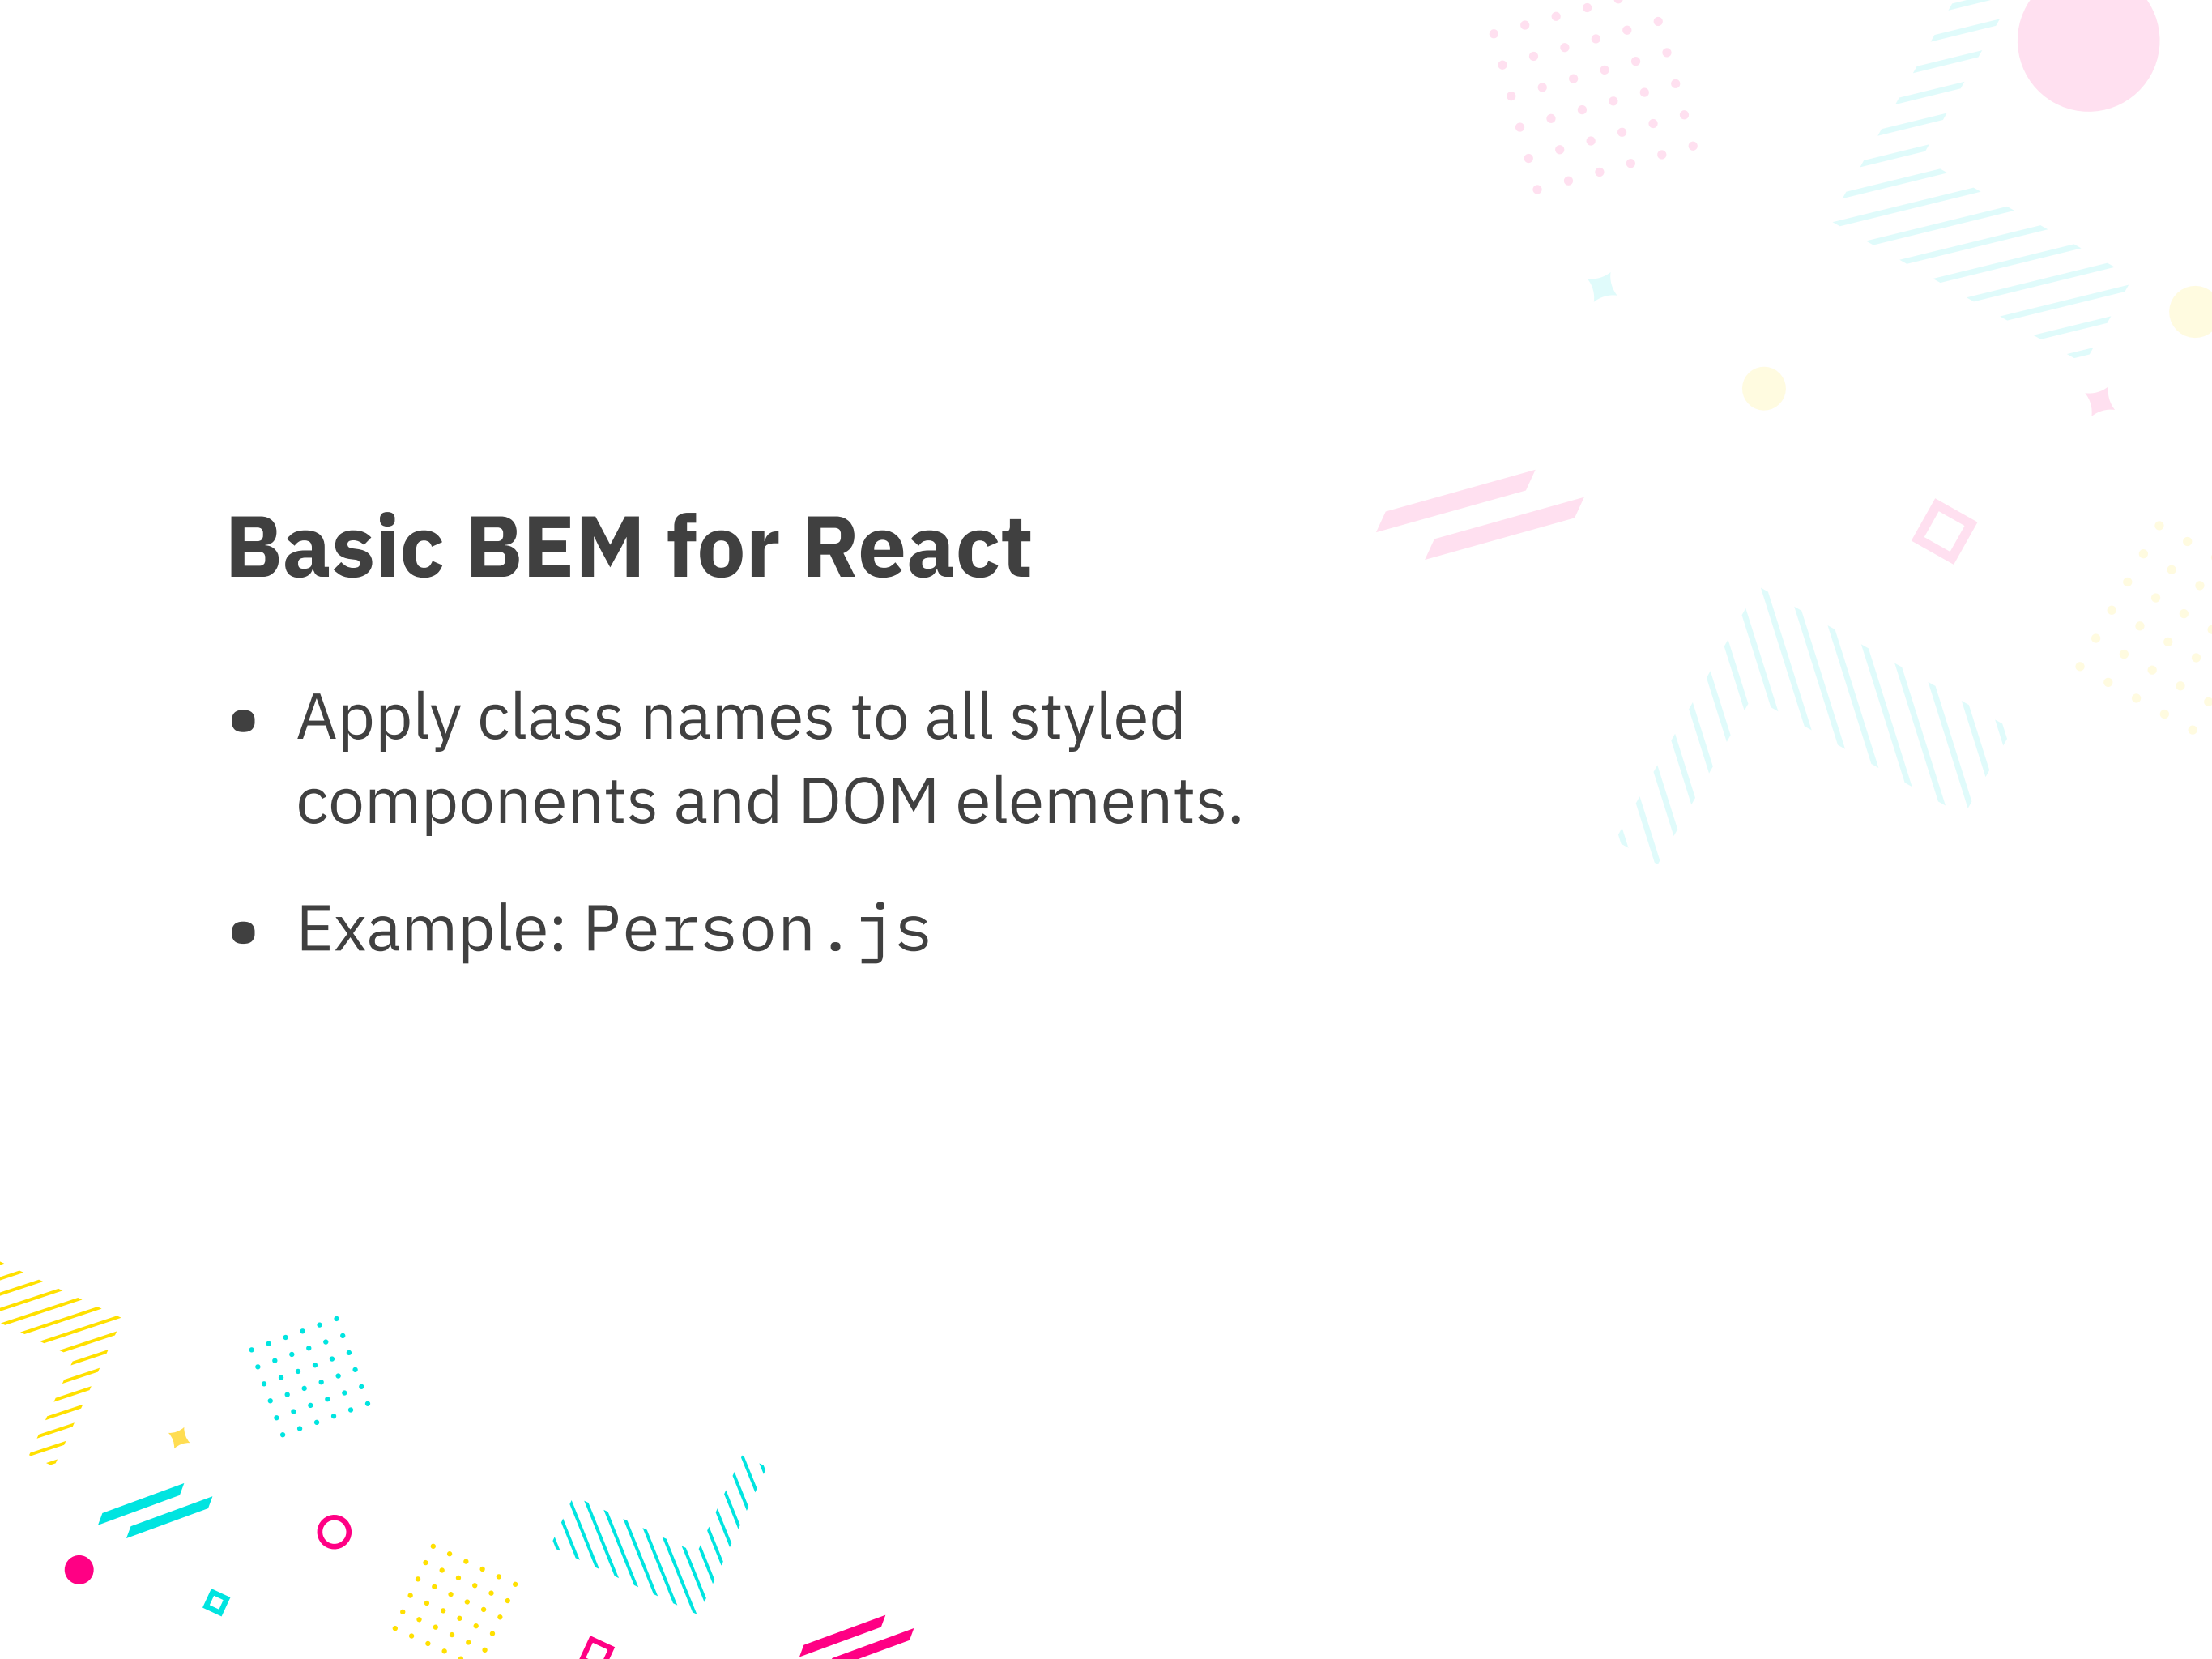 Basic BEM for React
• Apply class names to all styled
components and DOM elements.
• Example: Person.js